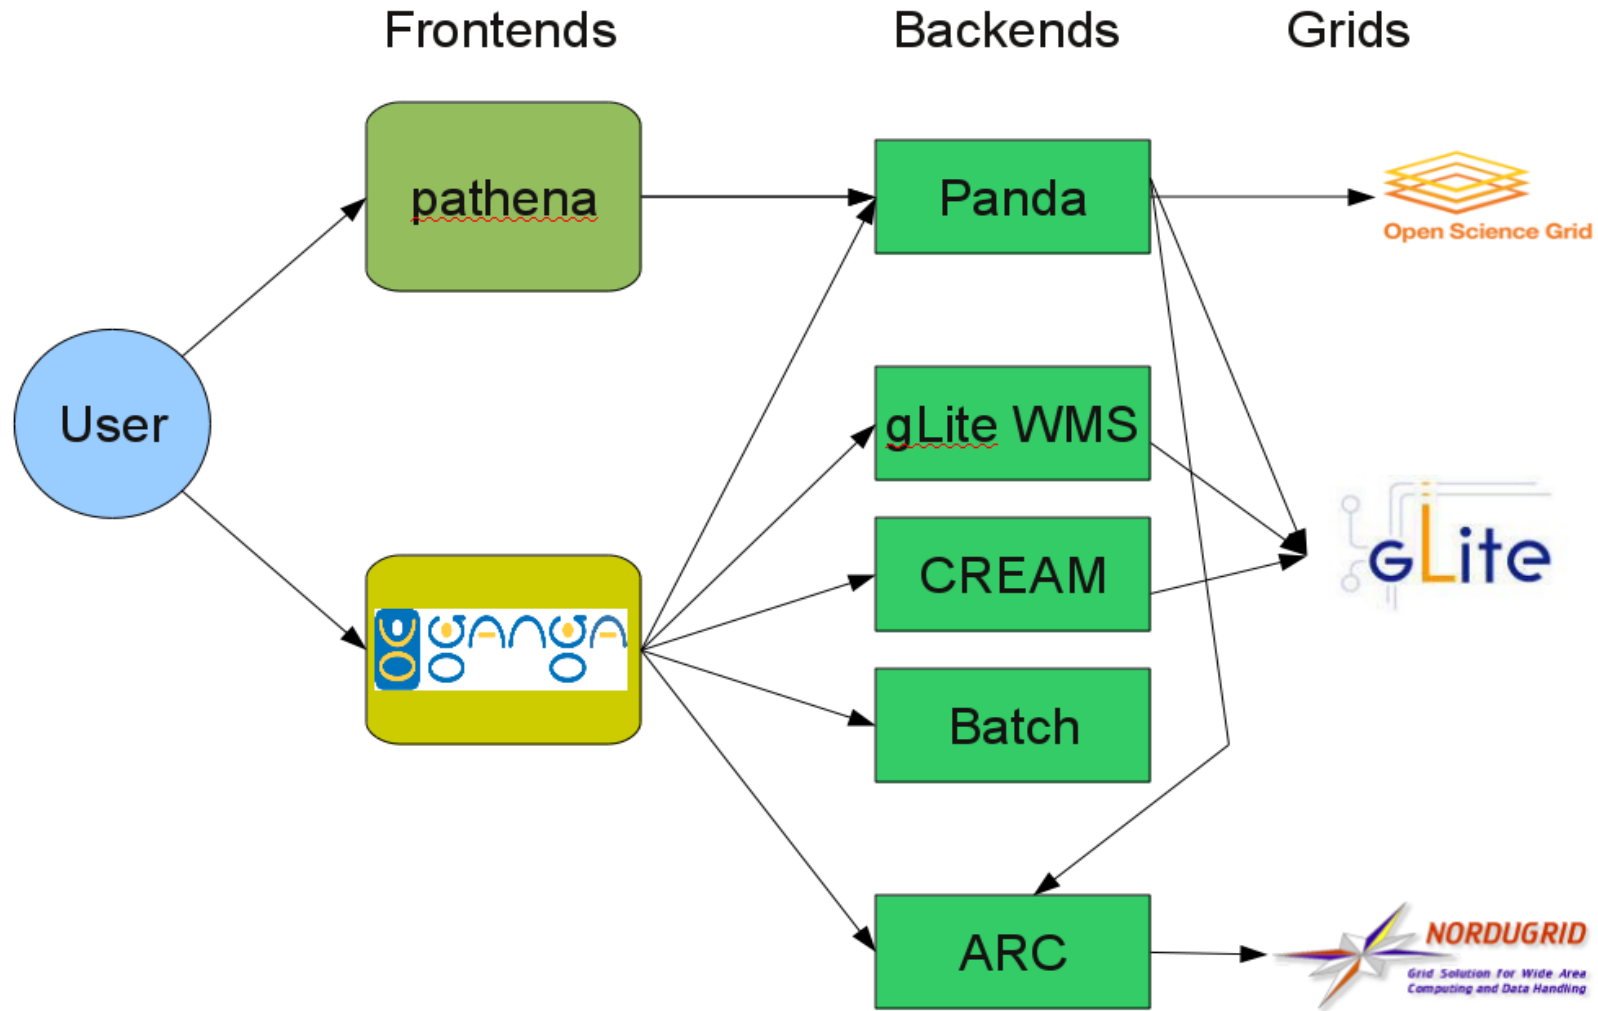 Frontends
Backends
Grids
pathena
Panda
Open Science Grid
User
gLite WMS
gLite
GANGA
CREAM
Batch
ARC
NORDUGRID
Grid Solution for Wide Area
Computing and Data Handling